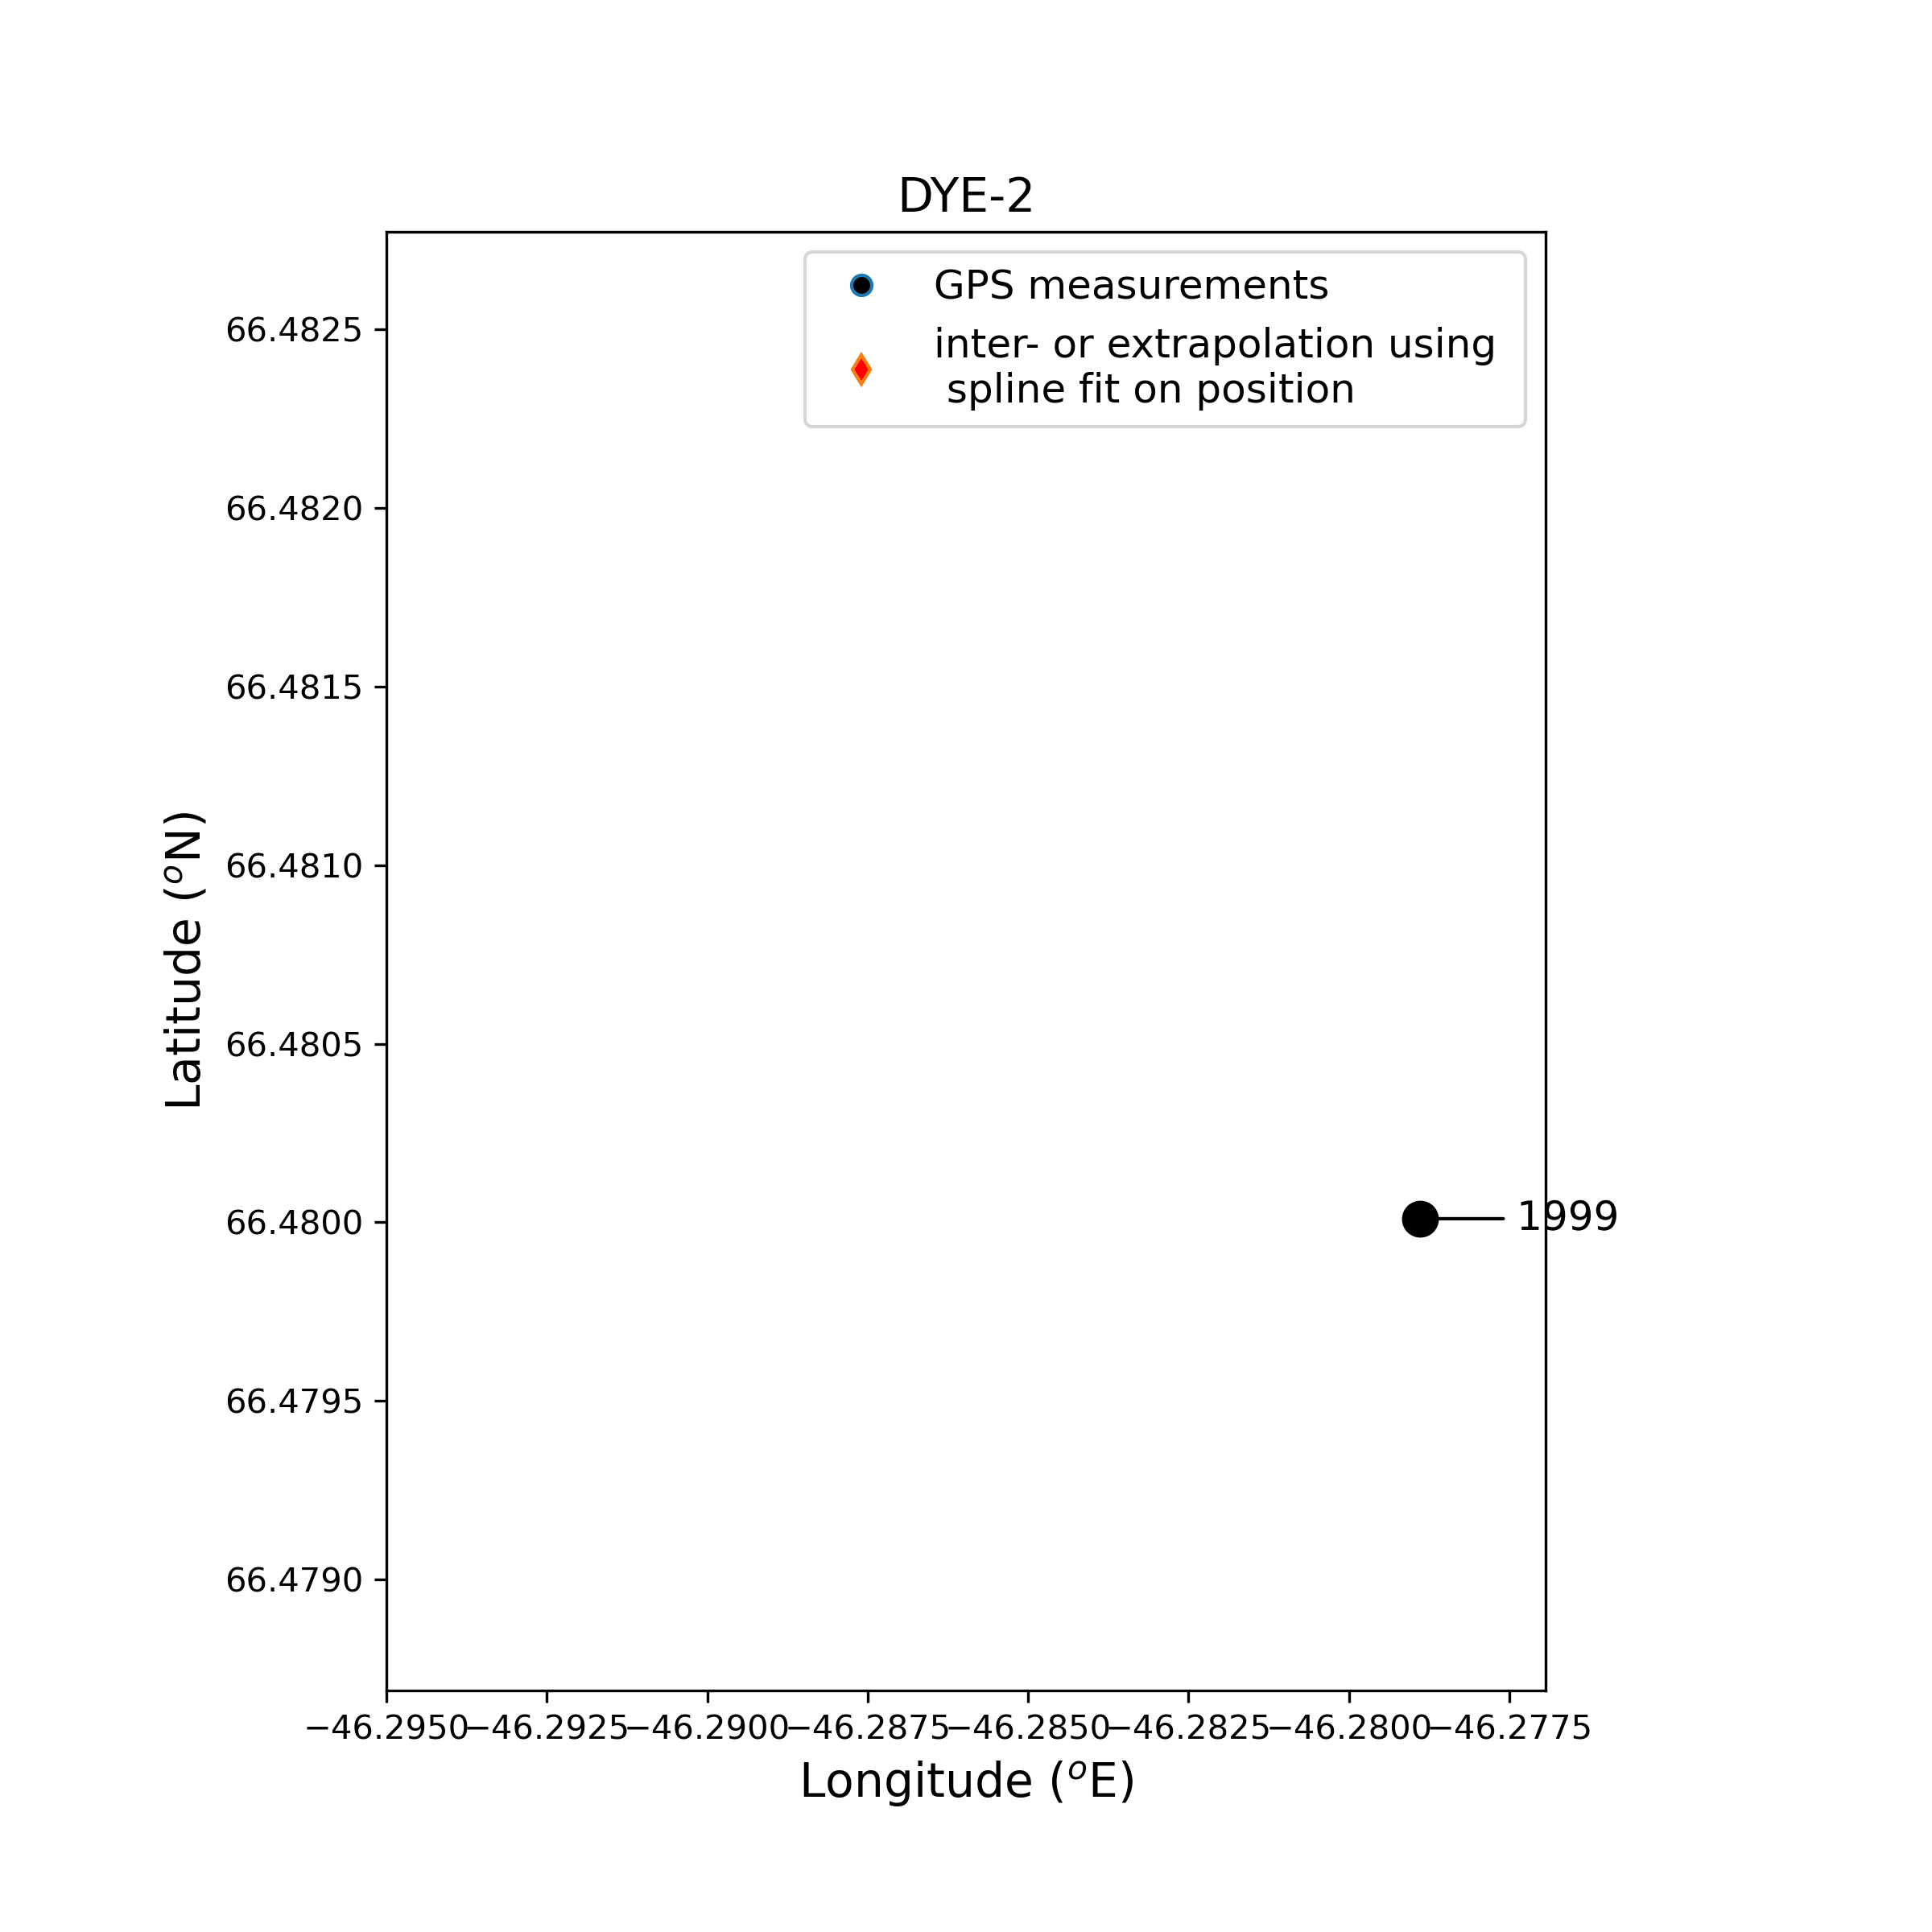 DYE-2
GPS measurements
inter- or extrapolation using
spline fit on position
66.4825
66.4820
66.4815
66.4810
66.4805
66.4800
66.4795
66.4790
Latitude (ᵒN)
1999
−46.2950 −46.2925 −46.2900 −46.2875 −46.2850 −46.2825 −46.2800 −46.2775
Longitude (ᵒE)